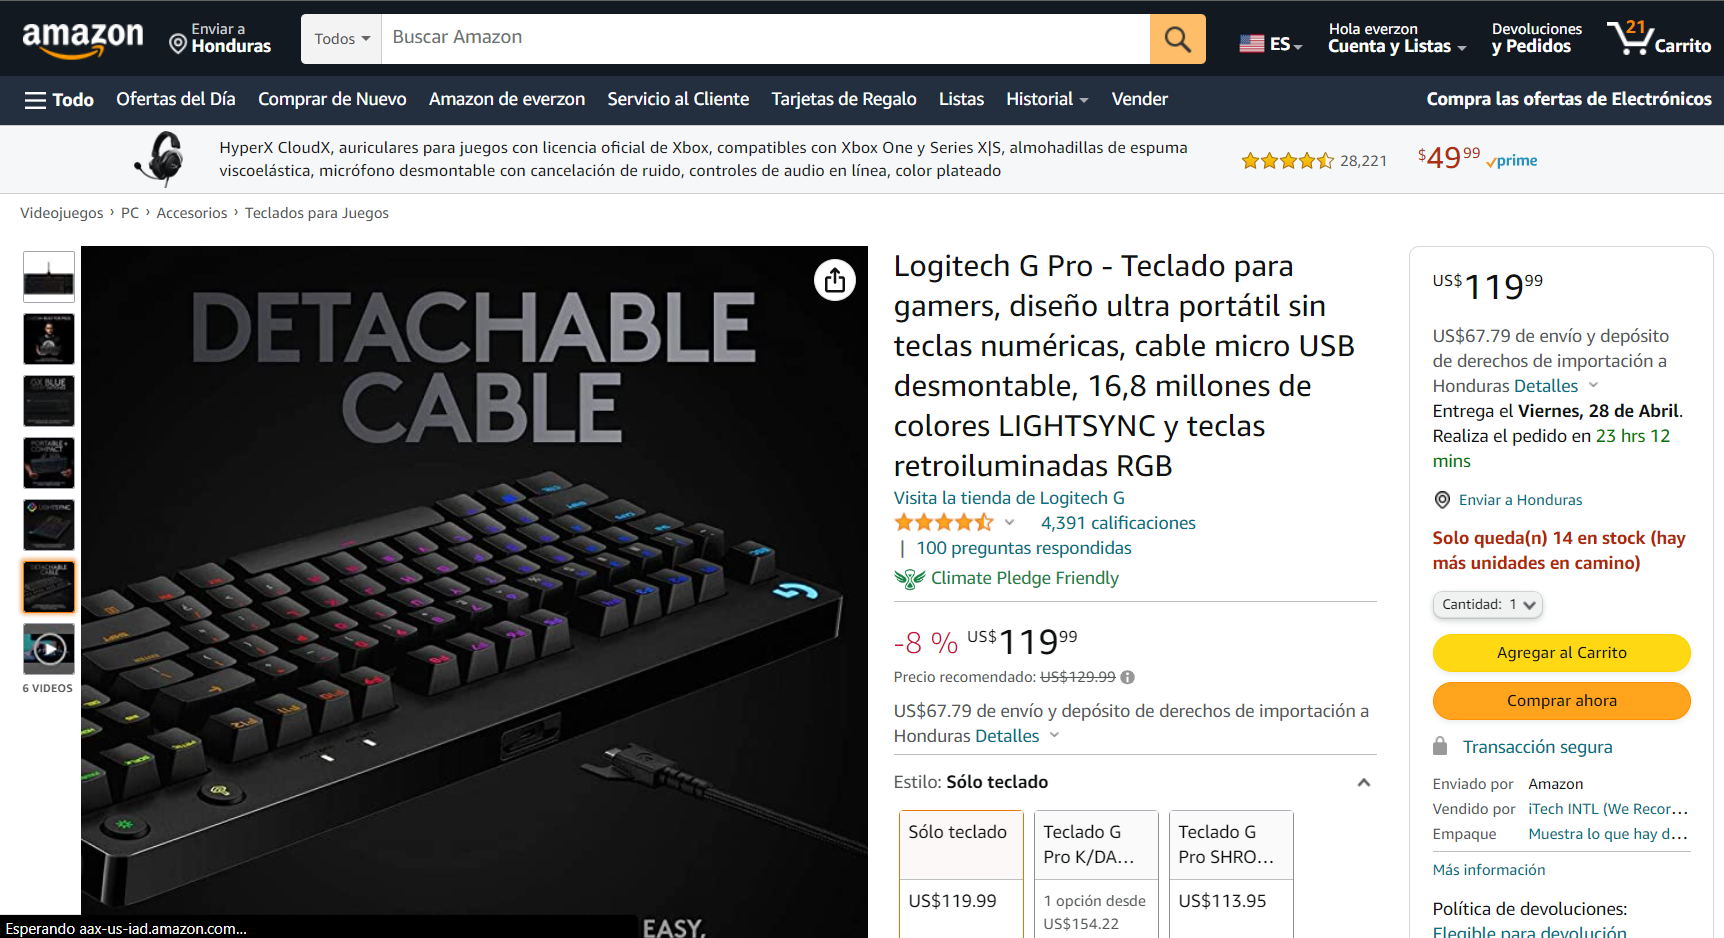 amazon
Enviar a
Honduras
Todos
Buscar Amazon
ES
Hola everzon
Cuenta y Listas
Devoluciones
y Pedidos
21
Carrito
Todo
Ofertas del Día
Comprar de Nuevo
Amazon de everzon
Servicio al Cliente
Tarjetas de Regalo
Listas
Historial
Vender
Compra las ofertas de Electrónicos
HyperX CloudX, auriculares para juegos con licencia oficial de Xbox, compatibles con Xbox One y Series X|S, almohadillas de espuma
viscoelástica, micrófono desmontable con cancelación de ruido, controles de audio en línea, color plateado
28,221
$49.99
prime
Videojuegos › PC › Accesorios › Teclados para Juegos
GX BLUE
PORTABLE +
COMPACT
LIGHTSYNC
DETACHABLE
CABLE
6 VIDEOS
DETACHABLE
CABLE
EASY,
Logitech G Pro - Teclado para
gamers, diseño ultra portátil sin
teclas numéricas, cable micro USB
desmontable, 16,8 millones de
colores LIGHTSYNC y teclas
retroiluminadas RGB
Visita la tienda de Logitech G
4,391 calificaciones
| 100 preguntas respondidas
Climate Pledge Friendly
-8 % US$119 99
Precio recomendado: US$129.99
US$67.79 de envío y depósito de derechos de importación a
Honduras Detalles
Estilo: Sólo teclado
Sólo teclado
US$119.99
Teclado G
Pro K/DA...
1 opción desde
US$154.22
Teclado G
Pro SHRO...
US$113.95
US$119 99
US$67.79 de envío y depósito
de derechos de importación a
Honduras Detalles
Entrega el Viernes, 28 de Abril.
Realiza el pedido en 23 hrs 12
mins
Enviar a Honduras
Solo queda(n) 14 en stock (hay
más unidades en camino)
Cantidad: 1
Agregar al Carrito
Comprar ahora
Transacción segura
Enviado por Amazon
Vendido por iTech INTL (We Recor...
Empaque Muestra lo que hay d...
Más información
Política de devoluciones:
Elegible para devolución
Esperando aax-us-iad.amazon.com...